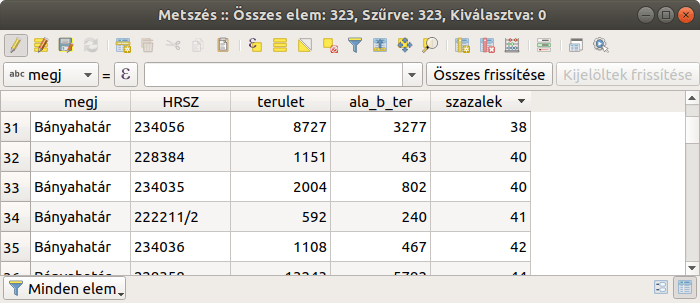 Metszés :: Összes elem: 323, Szűrve: 323, Kiválasztva: 0
abc megj = ε Összes frissítése Kijelöltek frissítése
megj HRSZ terulet ala_b_ter szazalek
31 Bányahatár 234056 8727 3277 38
32 Bányahatár 228384 1151 463 40
33 Bányahatár 234035 2004 802 40
34 Bányahatár 222211/2 592 240 41
35 Bányahatár 234036 1108 467 42
Minden elem